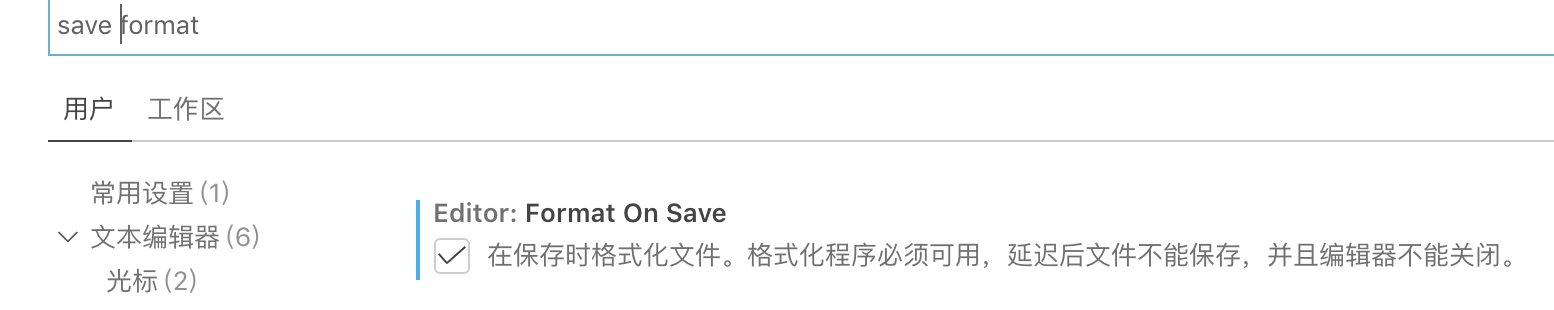 save format
用户 工作区
常用设置 (1)
文本编辑器 (6)
光标 (2)
Editor: Format On Save
在保存时格式化文件。格式化程序必须可用，延迟后文件不能保存，并且编辑器不能关闭。